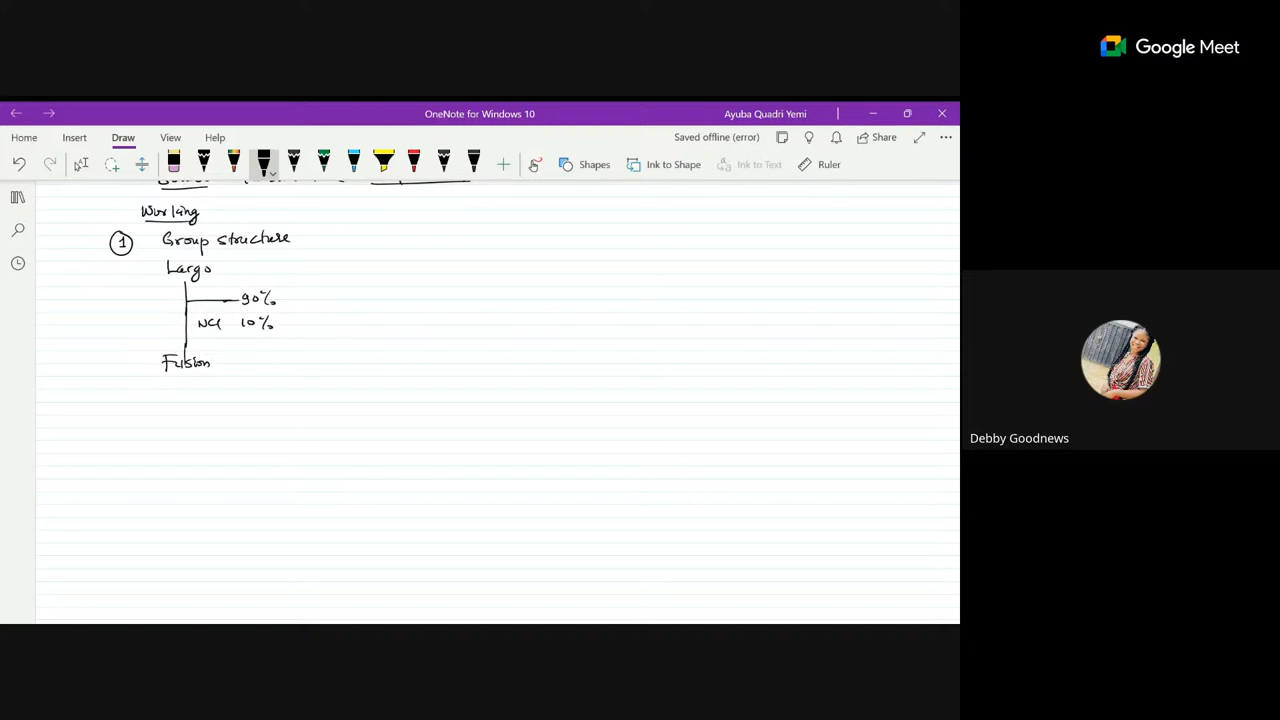 Google Meet
OneNote for Windows 10
Ayuba Quadri Yemi
Home Insert Draw View Help
Saved offline (error)
Share
Shapes
Ink to Shape
Ink to Text
Ruler
Working
1 Group structure
Largo
90%
NCI 10%
Fusion
Debby Goodnews